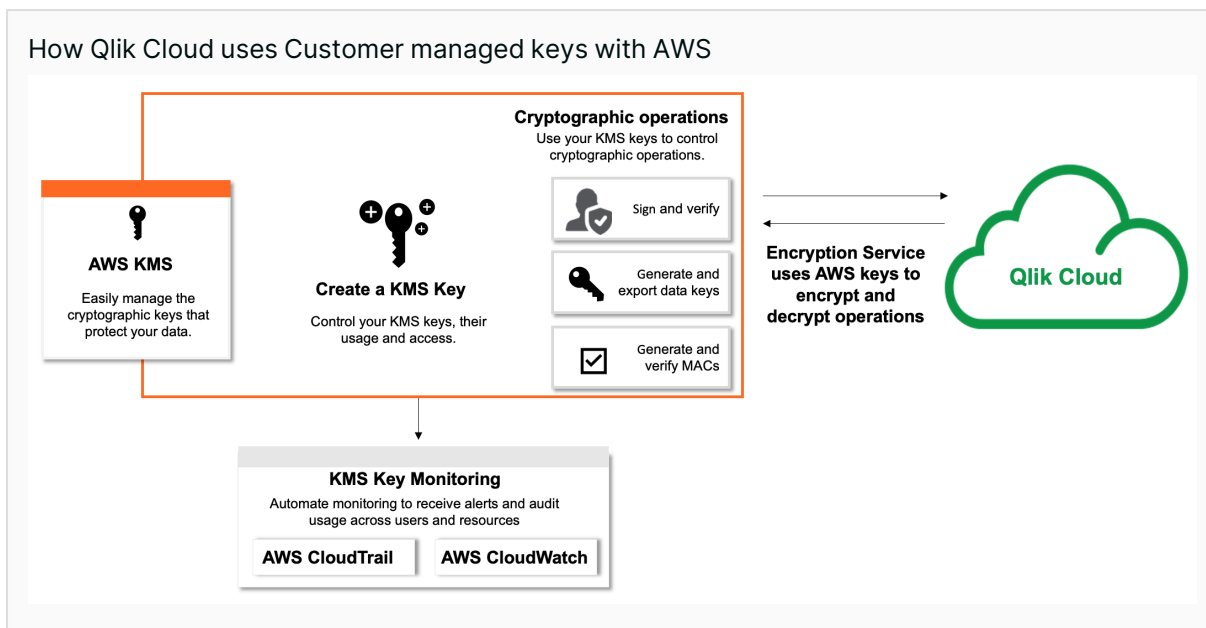 How Qlik Cloud uses Customer managed keys with AWS
AWS KMS
Easily manage the
cryptographic keys that
protect your data.
Create a KMS Key
Control your KMS keys, their
usage and access.
Cryptographic operations
Use your KMS keys to control
cryptographic operations.
Sign and verify
Generate and
export data keys
Generate and
verify MACs
Encryption Service
uses AWS keys to
encrypt and
decrypt operations
Qlik Cloud
KMS Key Monitoring
Automate monitoring to receive alerts and audit
usage across users and resources
AWS CloudTrail
AWS CloudWatch